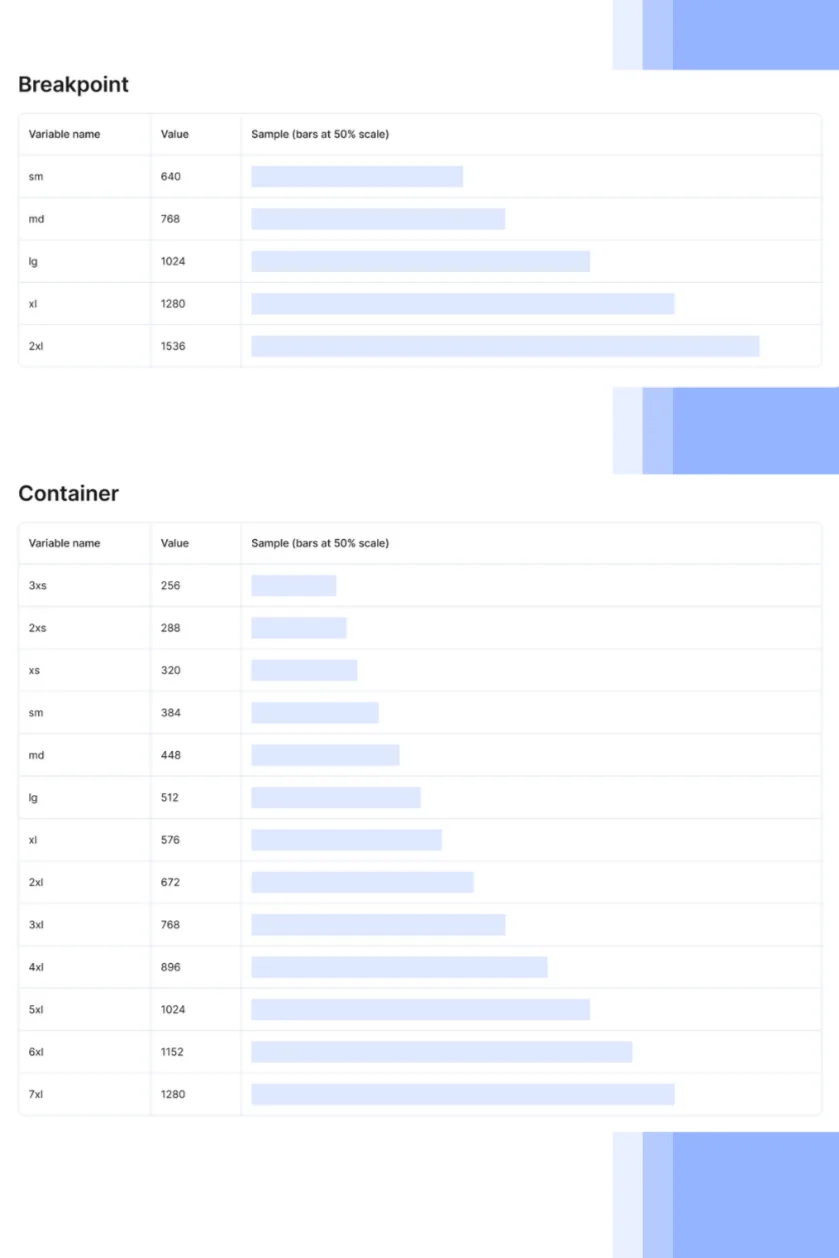 Breakpoint
Variable name Value Sample (bars at 50% scale)
sm 640
md 768
lg 1024
xl 1280
2xl 1536
Container
Variable name Value Sample (bars at 50% scale)
3xs 256
2xs 288
xs 320
sm 384
md 448
lg 512
xl 576
2xl 672
3xl 768
4xl 896
5xl 1024
6xl 1152
7xl 1280